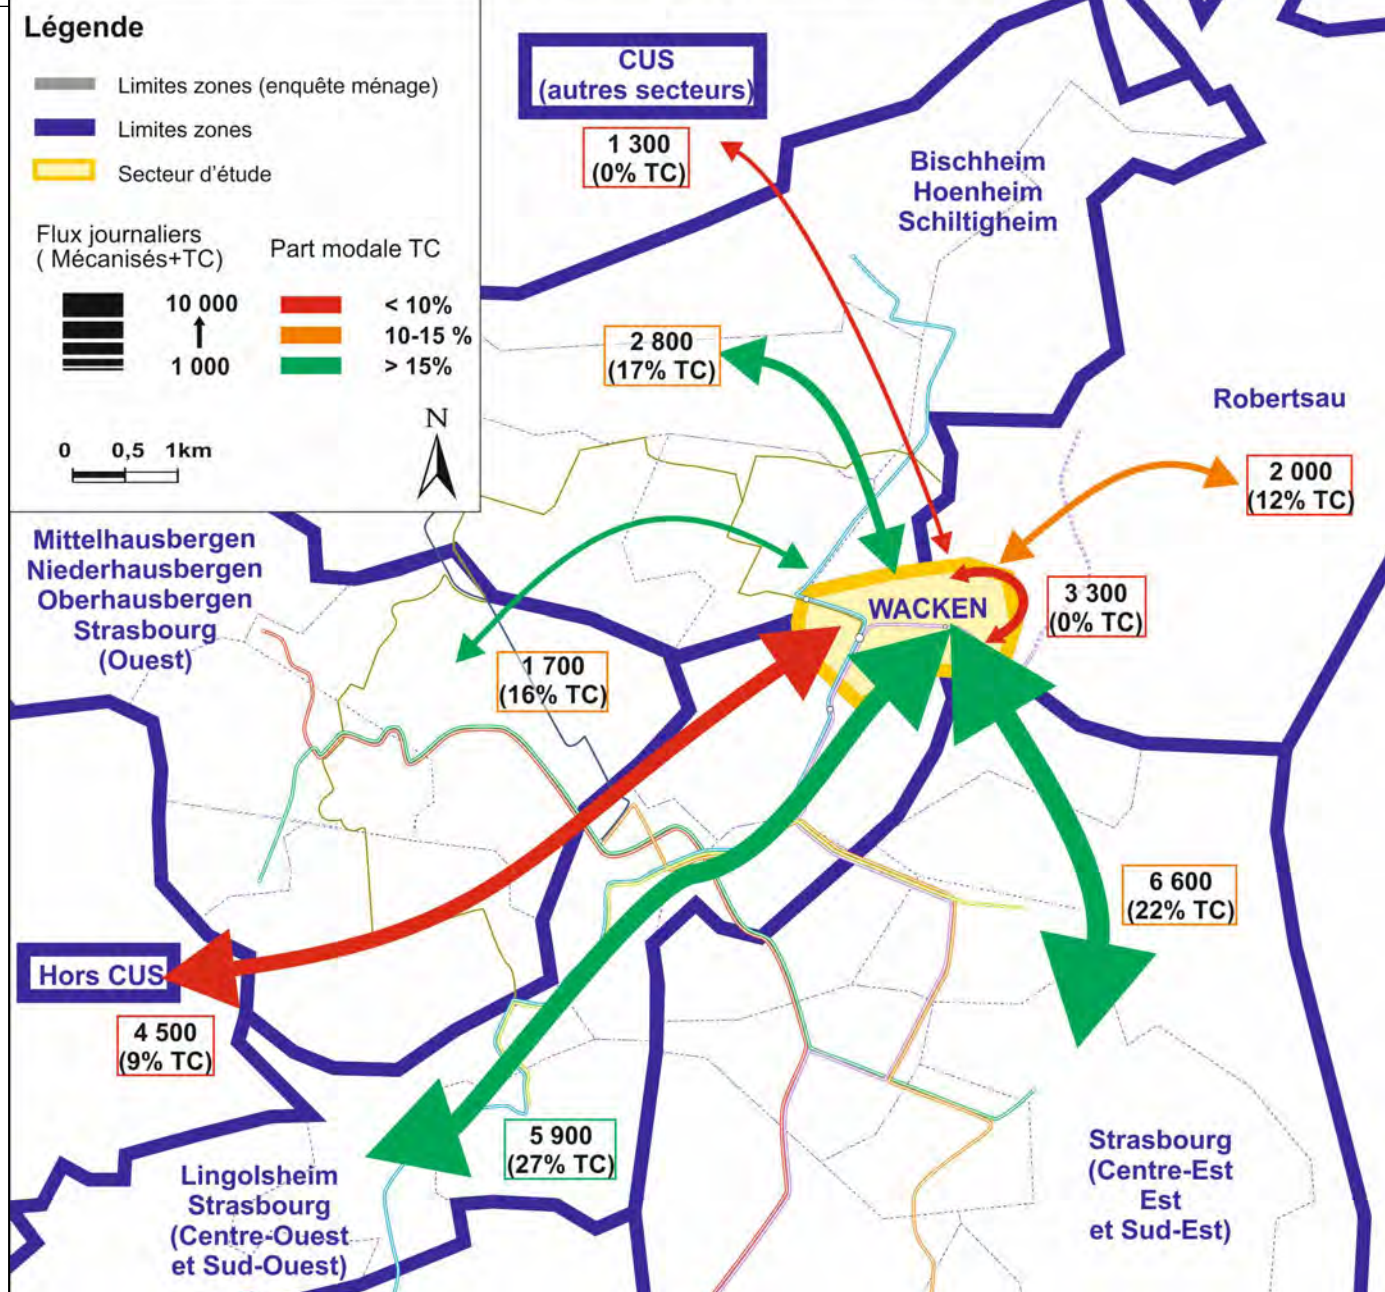 Légende
Limites zones (enquête ménage)
Limites zones
Secteur d'étude
Flux journaliers
( Mécanisés+TC)
10 000
1 000
Part modale TC
< 10%
10-15 %
> 15%
N
0 0,5 1km
CUS
(autres secteurs)
1 300
(0% TC)
Bischheim
Hoenheim
Schiltigheim
2 800
(17% TC)
Robertsau
2 000
(12% TC)
Mittelhausbergen
Niederhausbergen
Oberhausbergen
Strasbourg
(Ouest)
WACKEN
3 300
(0% TC)
1 700
(16% TC)
6 600
(22% TC)
Hors CUS
4 500
(9% TC)
5 900
(27% TC)
Lingolsheim
Strasbourg
(Centre-Ouest
et Sud-Ouest)
Strasbourg
(Centre-Est
Est
et Sud-Est)